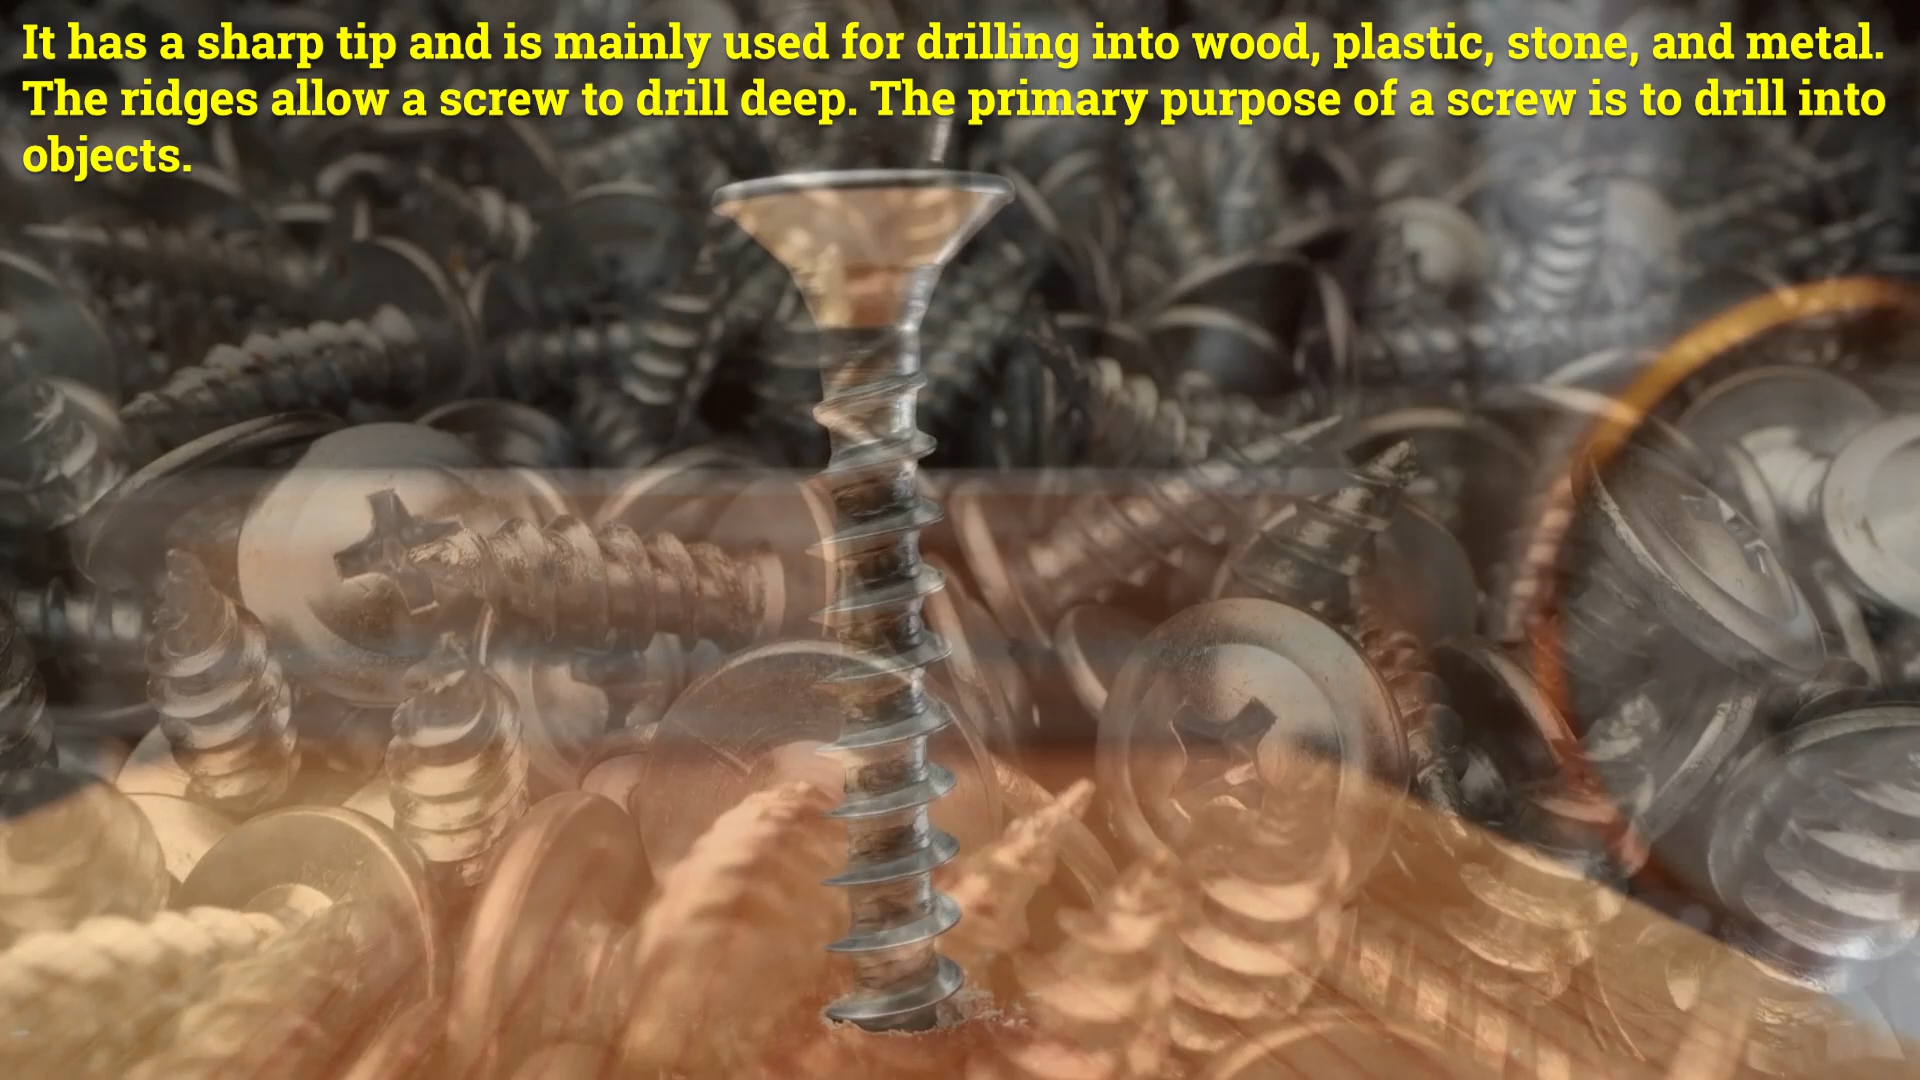 It has a sharp tip and is mainly used for drilling into wood, plastic, stone, and metal.
The ridges allow a screw to drill deep. The primary purpose of a screw is to drill into
objects.